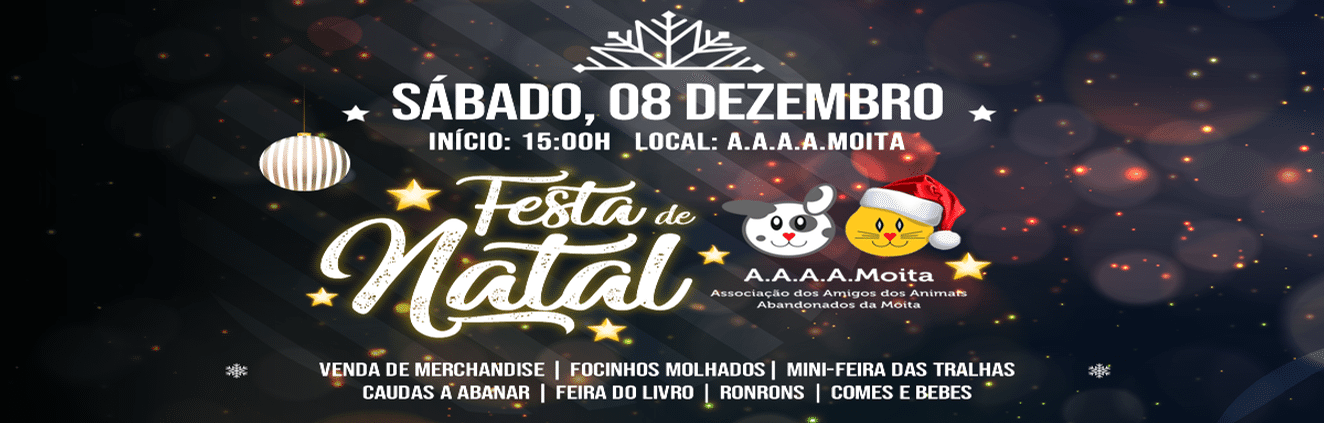 SÁBADO, 08 DEZEMBRO
INÍCIO: 15:00H LOCAL: A.A.A.A.MOITA
Festa de
Natal
A.A.A.A.Moita
Associação dos Amigos dos Animais
Abandonados da Moita
VENDA DE MERCHANDISE | FOCINHOS MOLHADOS | MINI-FEIRA DAS TRALHAS
CAUDAS A ABANAR | FEIRA DO LIVRO | RONRONS | COMES E BEBES